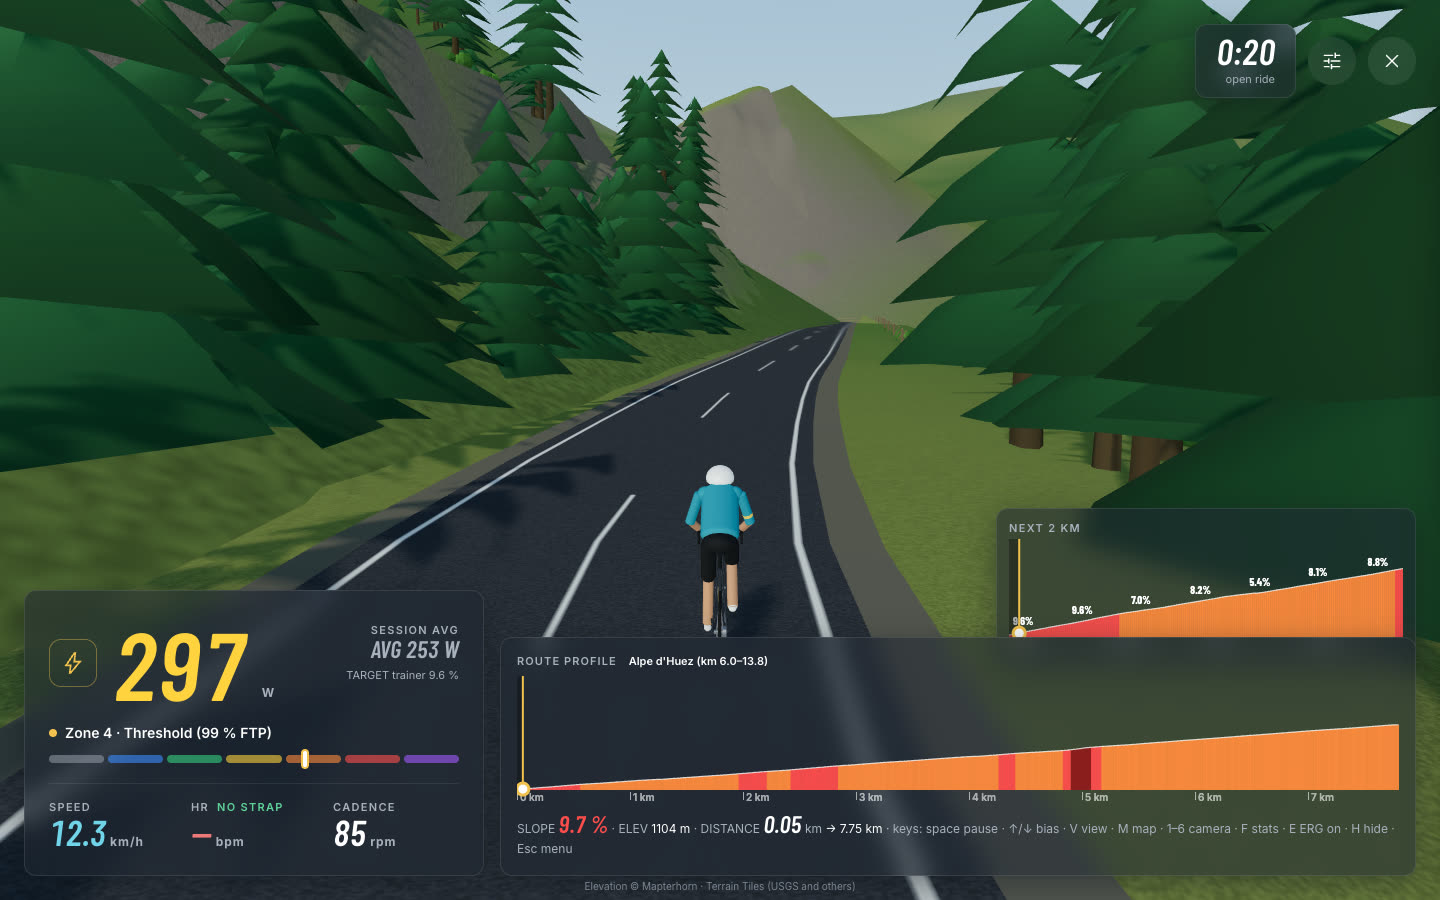 0:20
open ride
NEXT 2 KM
9.6%
9.6%
7.0%
8.2%
5.4%
8.1%
8.8%
297 W
SESSION AVG
AVG 253 W
TARGET trainer 9.6 %
Zone 4 · Threshold (99 % FTP)
SPEED
12.3 km/h
HR NO STRAP
– bpm
CADENCE
85 rpm
ROUTE PROFILE Alpe d'Huez (km 6.0–13.8)
0 km 1 km 2 km 3 km 4 km 5 km 6 km 7 km
SLOPE 9.7 % · ELEV 1104 m · DISTANCE 0.05 km → 7.75 km · keys: space pause · ↑/↓ bias · V view · M map · 1–6 camera · F stats · E ERG on · H hide ·
Esc menu
Elevation © Mapterhorn · Terrain Tiles (USGS and others)